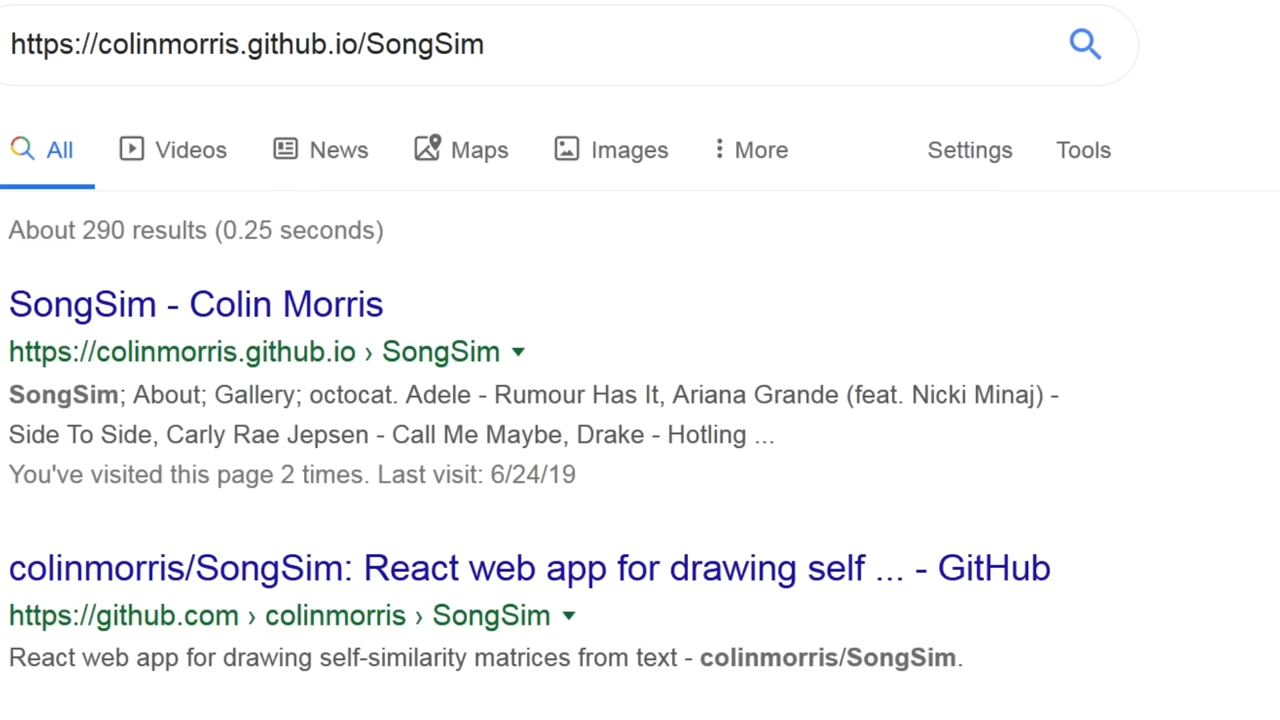 https://colinmorris.github.io/SongSim
All Videos News Maps Images More Settings Tools
About 290 results (0.25 seconds)
SongSim - Colin Morris
https://colinmorris.github.io › SongSim
SongSim; About; Gallery; octocat. Adele - Rumour Has It, Ariana Grande (feat. Nicki Minaj) -
Side To Side, Carly Rae Jepsen - Call Me Maybe, Drake - Hotling ...
You've visited this page 2 times. Last visit: 6/24/19
colinmorris/SongSim: React web app for drawing self ... - GitHub
https://github.com › colinmorris › SongSim
React web app for drawing self-similarity matrices from text - colinmorris/SongSim.